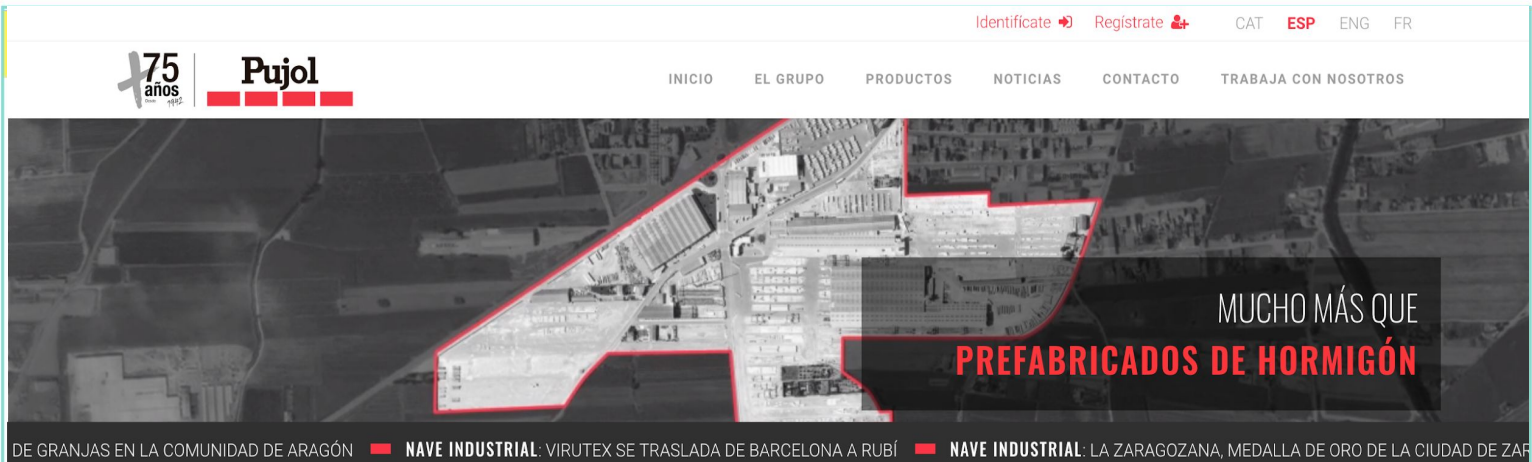 Identifícate Regístrate CAT ESP ENG FR
75 años Desde 1942
Pujol
INICIO EL GRUPO PRODUCTOS NOTICIAS CONTACTO TRABAJA CON NOSOTROS
MUCHO MÁS QUE
PREFABRICADOS DE HORMIGÓN
DE GRANJAS EN LA COMUNIDAD DE ARAGÓN NAVE INDUSTRIAL: VIRUTEX SE TRASLADA DE BARCELONA A RUBÍ NAVE INDUSTRIAL: LA ZARAGOZANA, MEDALLA DE ORO DE LA CIUDAD DE ZAR